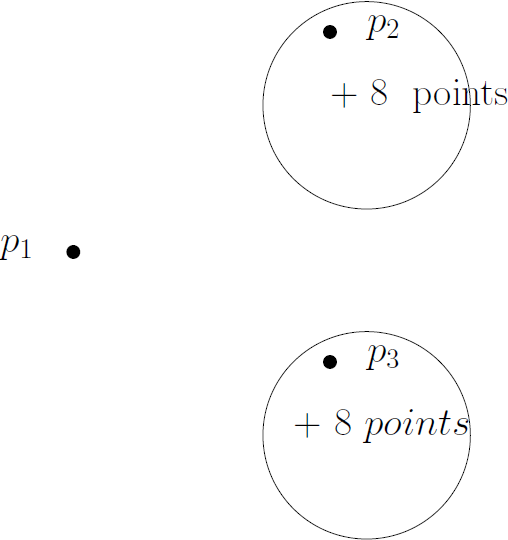 p₂
+ 8 points
p₁
p₃
+ 8 points